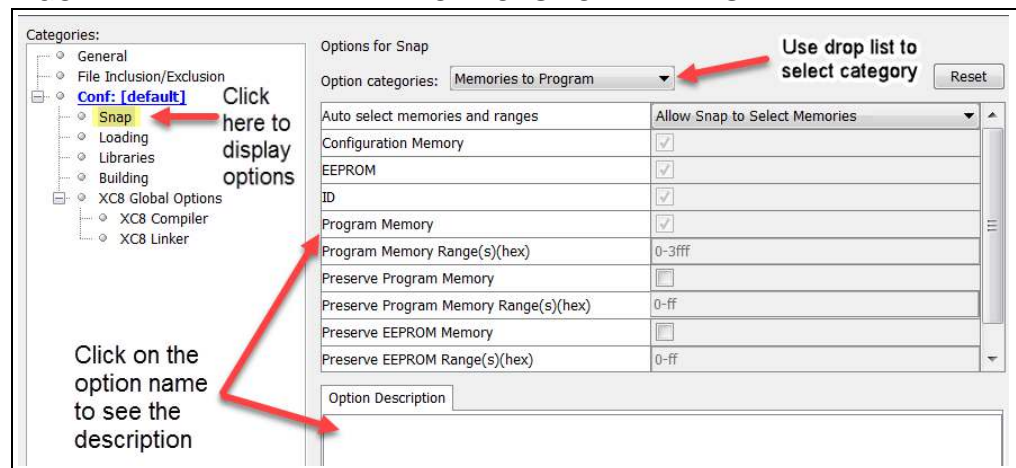 Categories:
General
File Inclusion/Exclusion
Conf: [default]
Snap
Loading
Libraries
Building
XC8 Global Options
XC8 Compiler
XC8 Linker
Click
here to
display
options
Click on the
option name
to see the
description
Options for Snap
Option categories: Memories to Program
Use drop list to
select category
Reset
Auto select memories and ranges Allow Snap to Select Memories
Configuration Memory
EEPROM
ID
Program Memory
Program Memory Range(s)(hex) 0-3fff
Preserve Program Memory
Preserve Program Memory Range(s)(hex) 0-ff
Preserve EEPROM Memory
Preserve EEPROM Range(s)(hex) 0-ff
Option Description